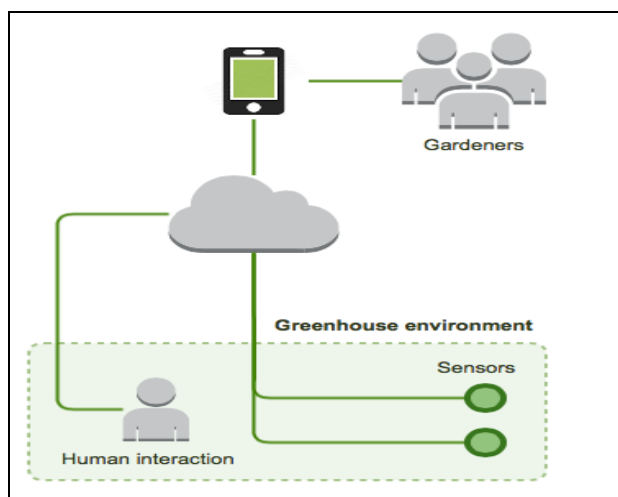 Gardeners
Greenhouse environment
Sensors
Human interaction